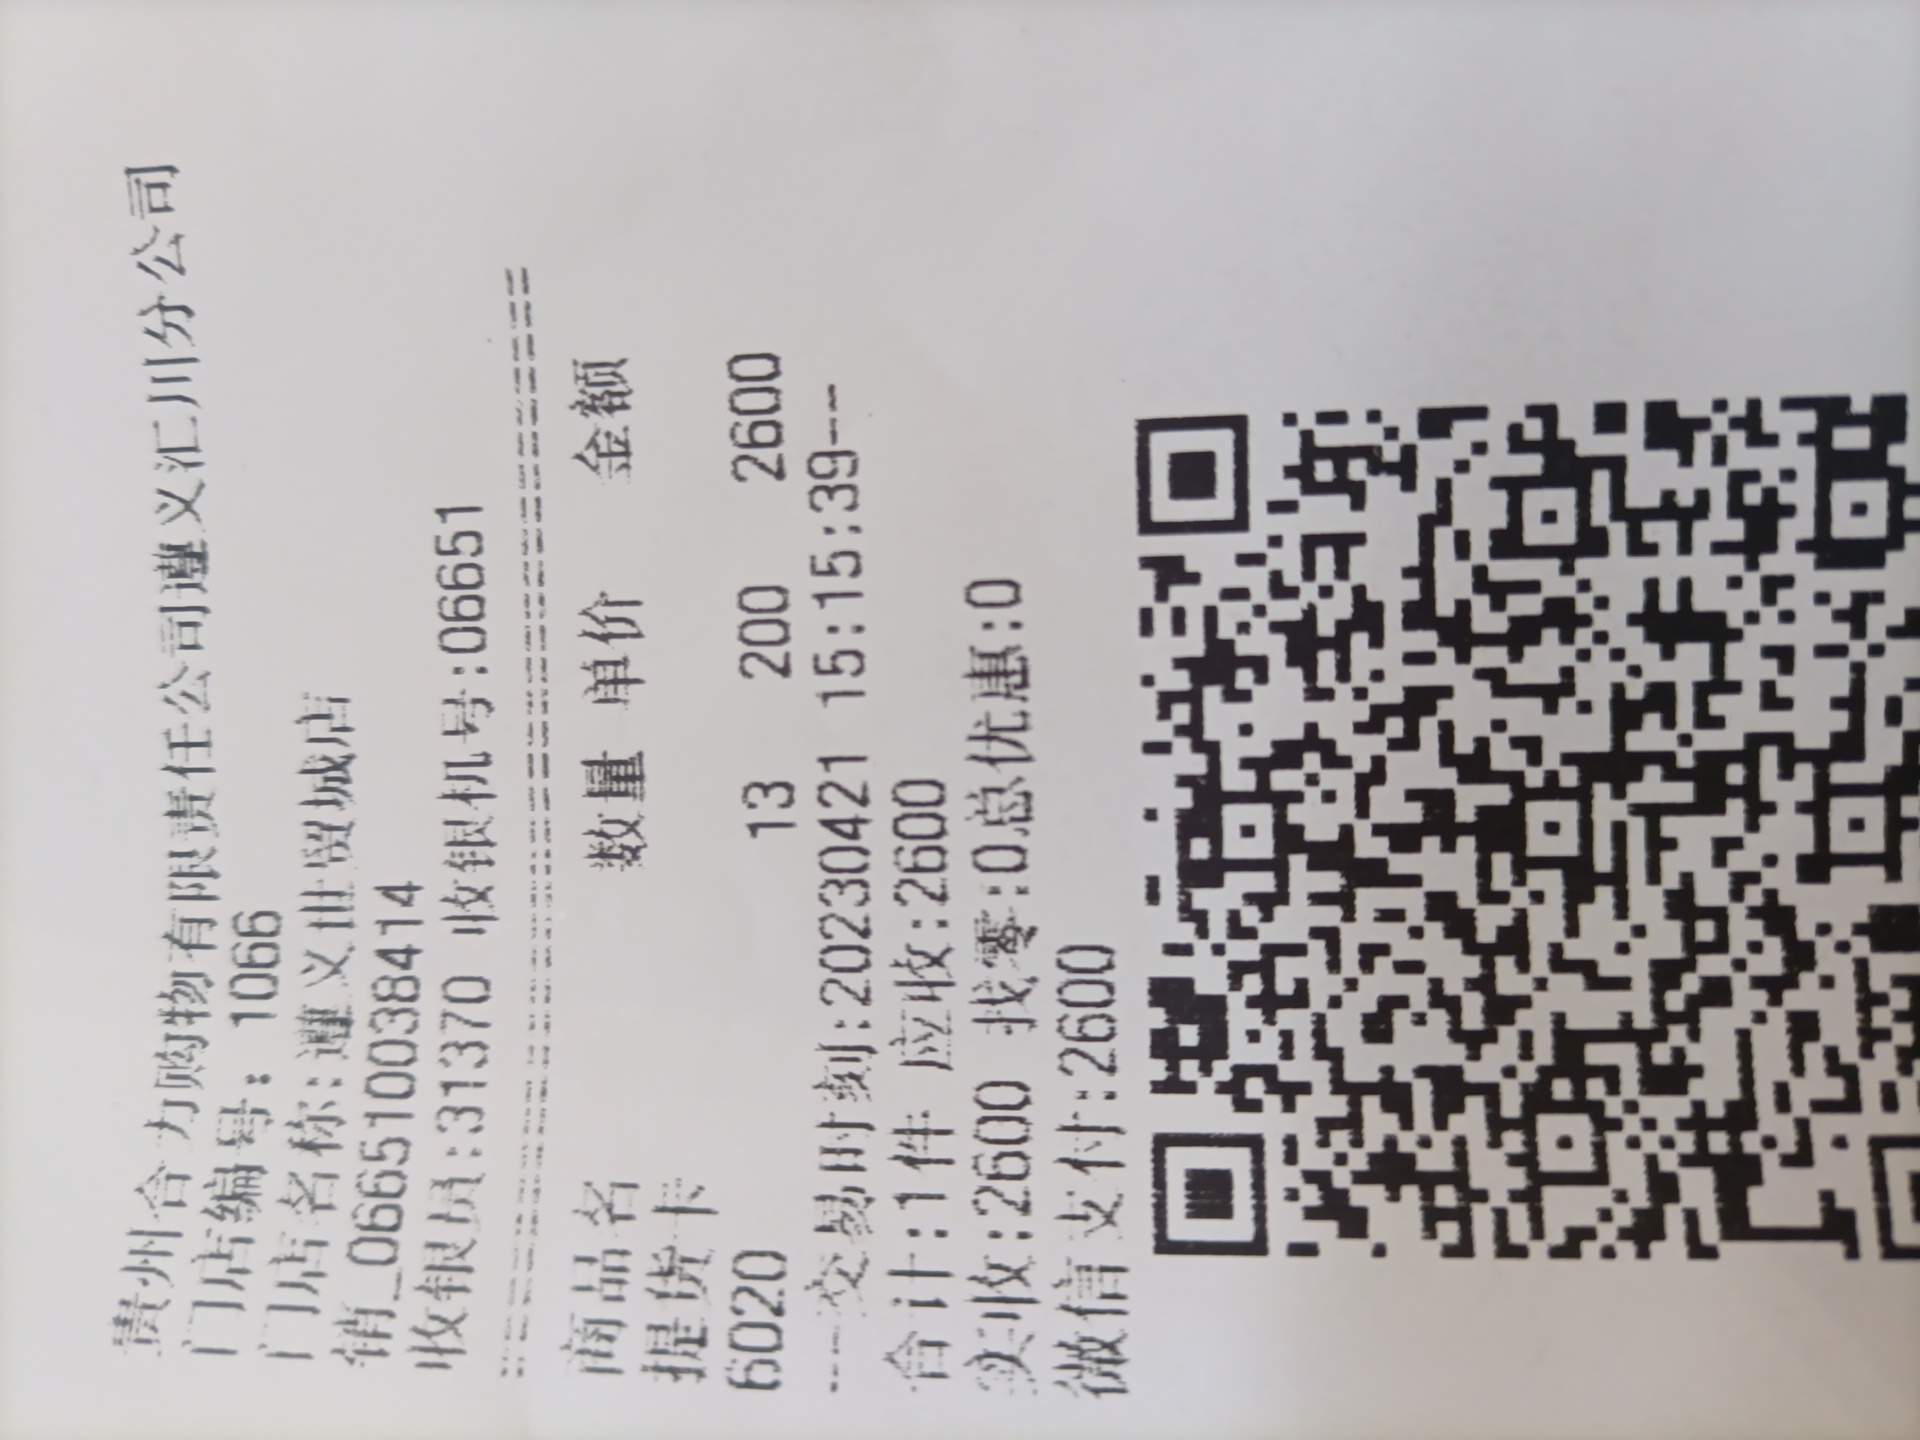 贵州合力购物有限责任公司遵义汇川分公司
门店编号: 1066
门店名称:遵义世贸城店
销_066510038414
收银员:31370 收银机号:06651
商品名 数量 单价 金额
提货卡
6020 13 200 2600
---交易时刻:20230421 15:15:39--
合计:1件 应收:2600
实收:2600 找零:0总优惠:0
微信支付:2600